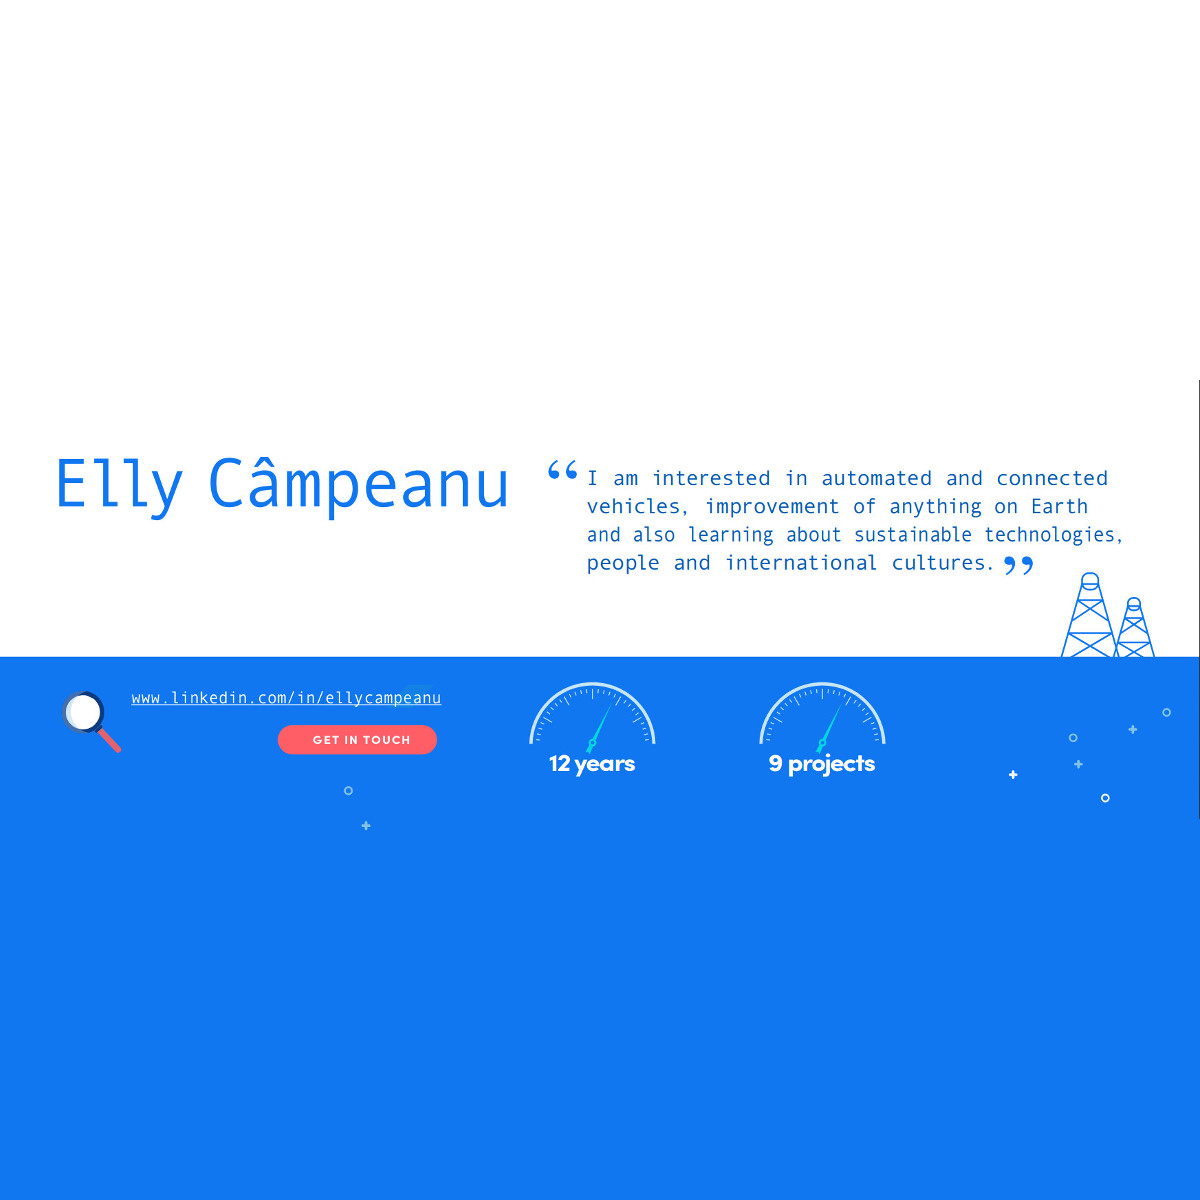 Elly Câmpeanu
“ I am interested in automated and connected
vehicles, improvement of anything on Earth
and also learning about sustainable technologies,
people and international cultures. ”
www.linkedin.com/in/ellycampeanu
GET IN TOUCH
12 years
9 projects